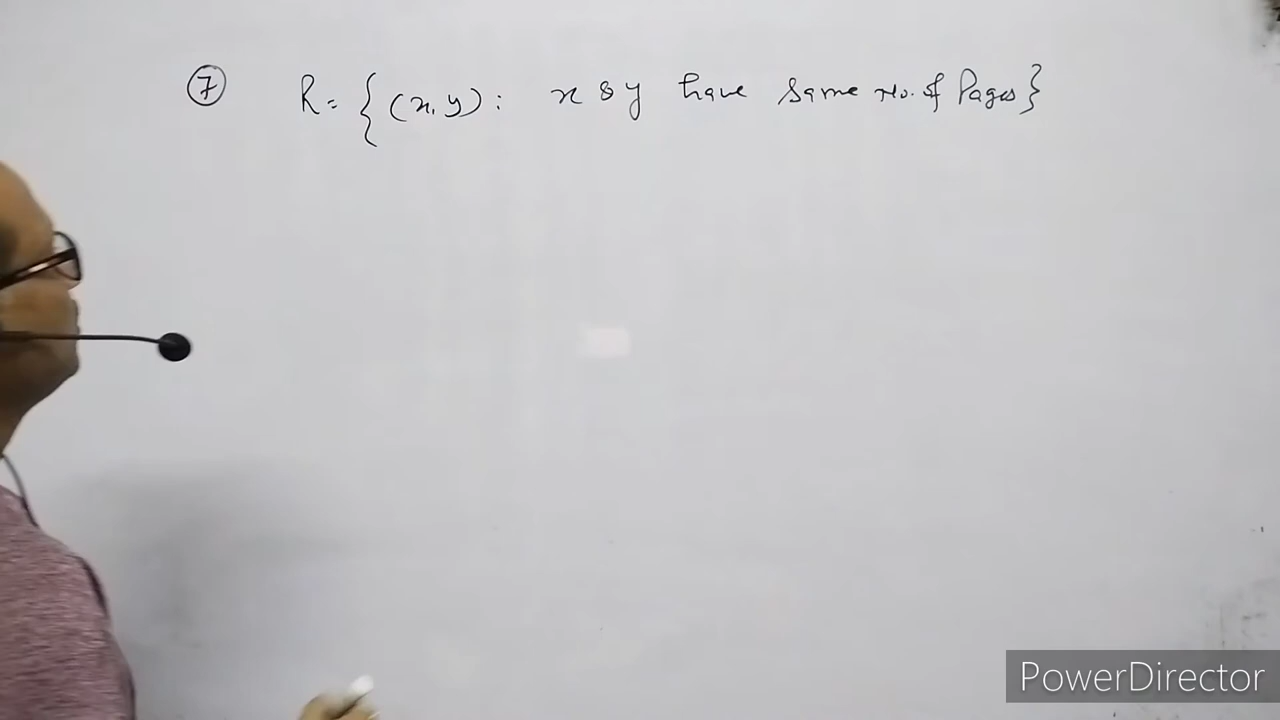 ⑦ R = {(x, y) : x & y have same No. of Pages}
PowerDirector